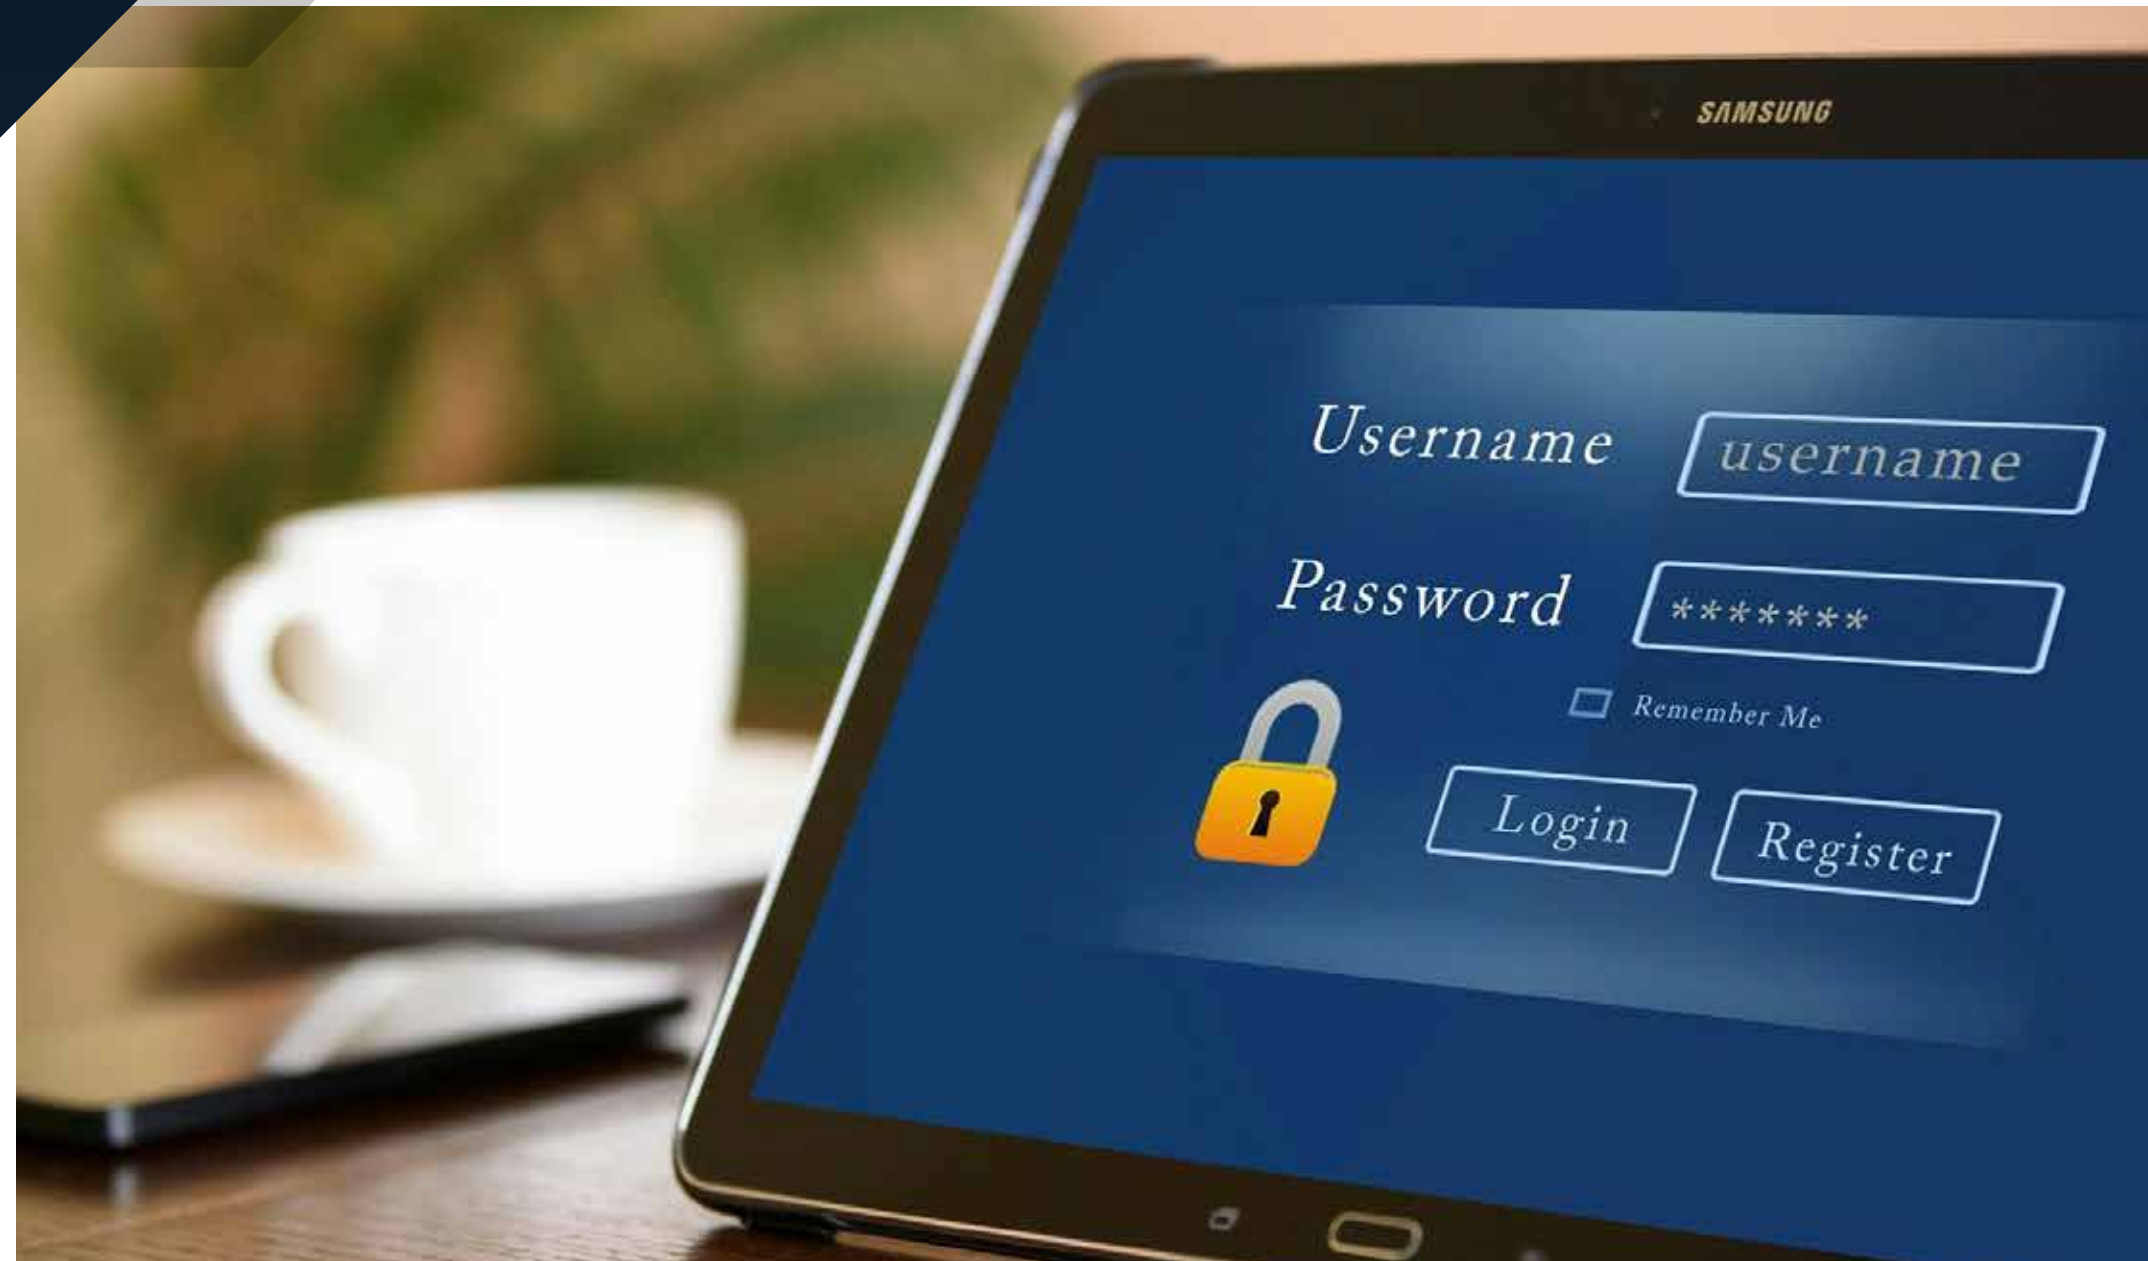 SAMSUNG
Username username
Password *******
Remember Me
Login Register